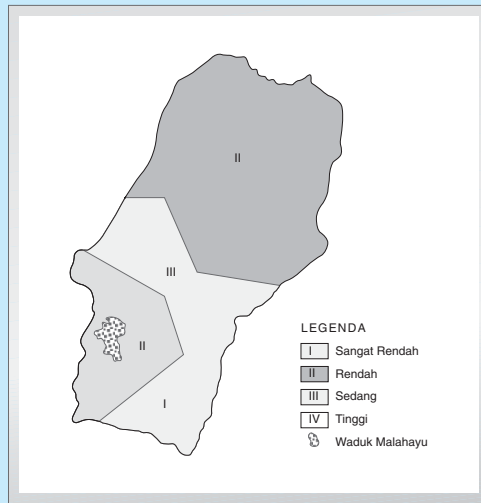 II
III
II
I
LEGENDA
I Sangat Rendah
II Rendah
III Sedang
IV Tinggi
Waduk Malahayu